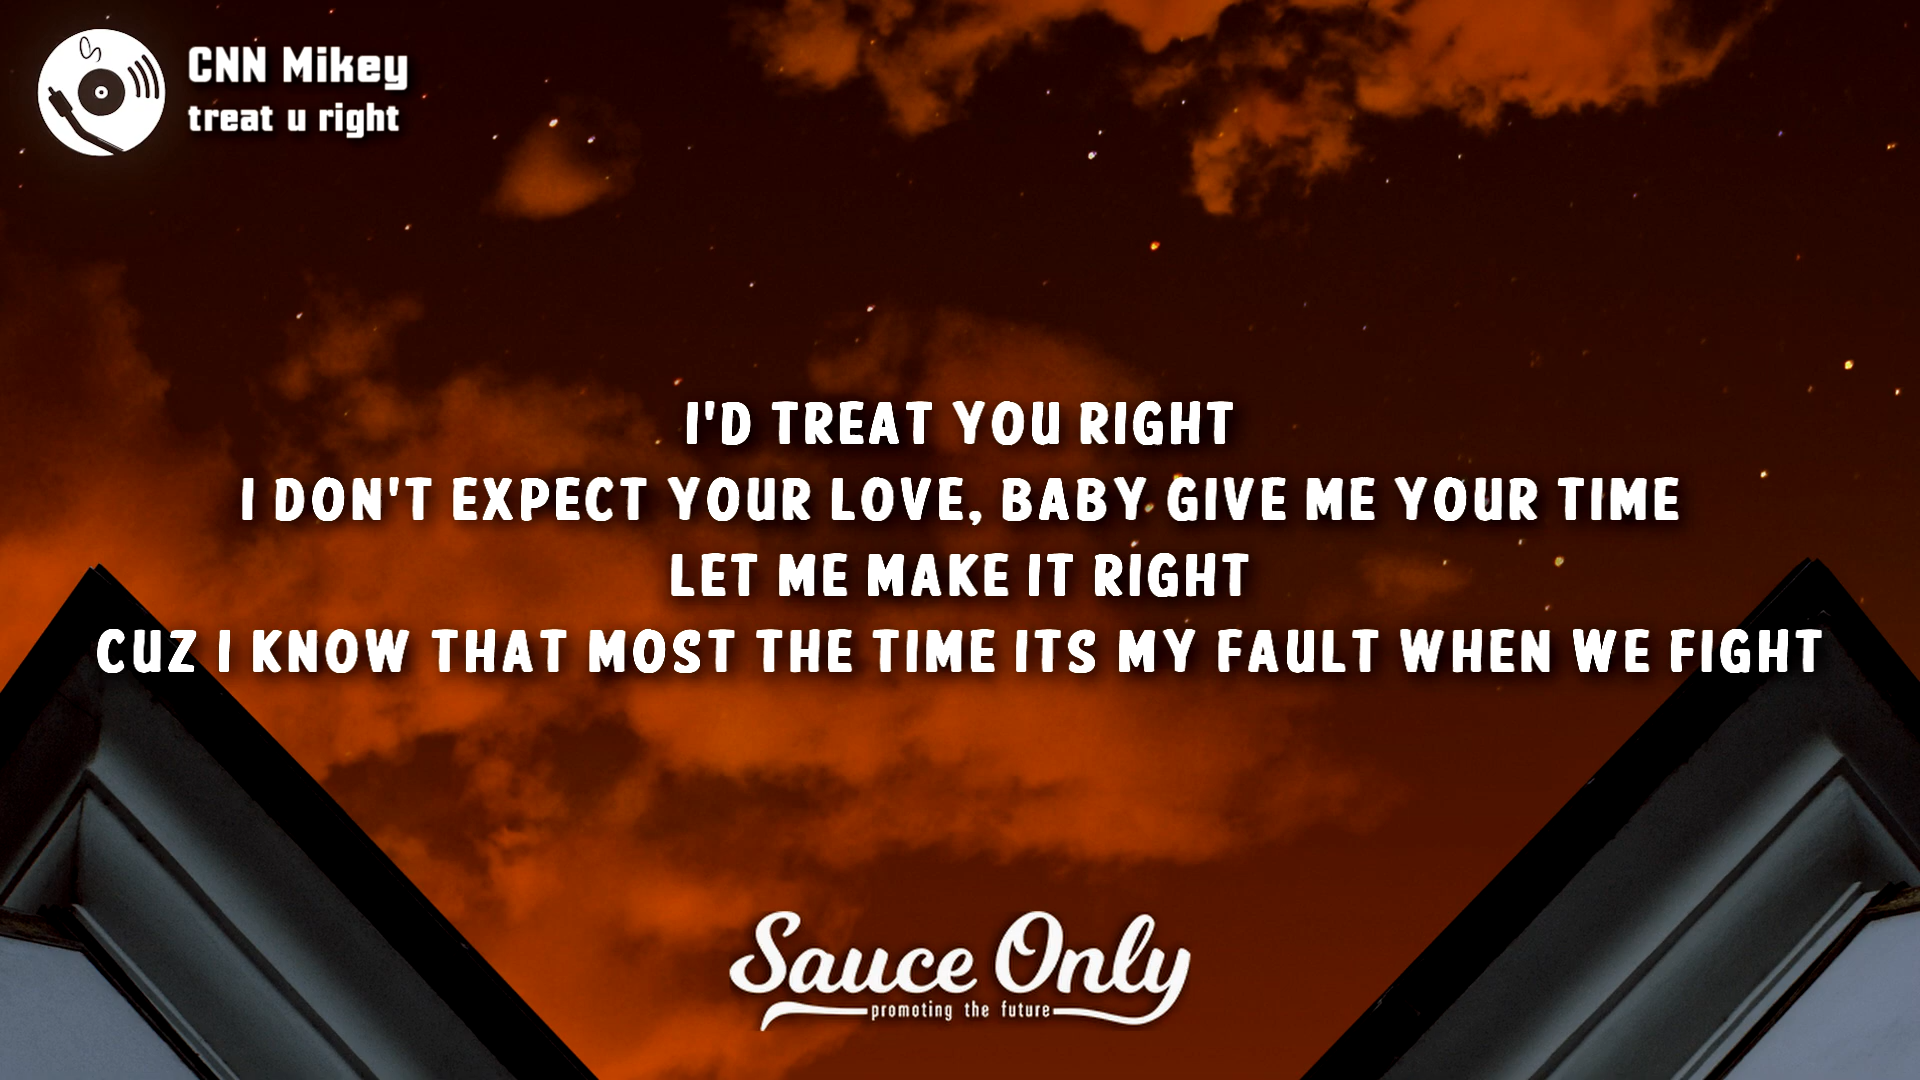 CNN Mikey
treat u right
I'D TREAT YOU RIGHT
I DON'T EXPECT YOUR LOVE, BABY GIVE ME YOUR TIME
LET ME MAKE IT RIGHT
CUZ I KNOW THAT MOST THE TIME ITS MY FAULT WHEN WE FIGHT
Sauce Only
promoting the future